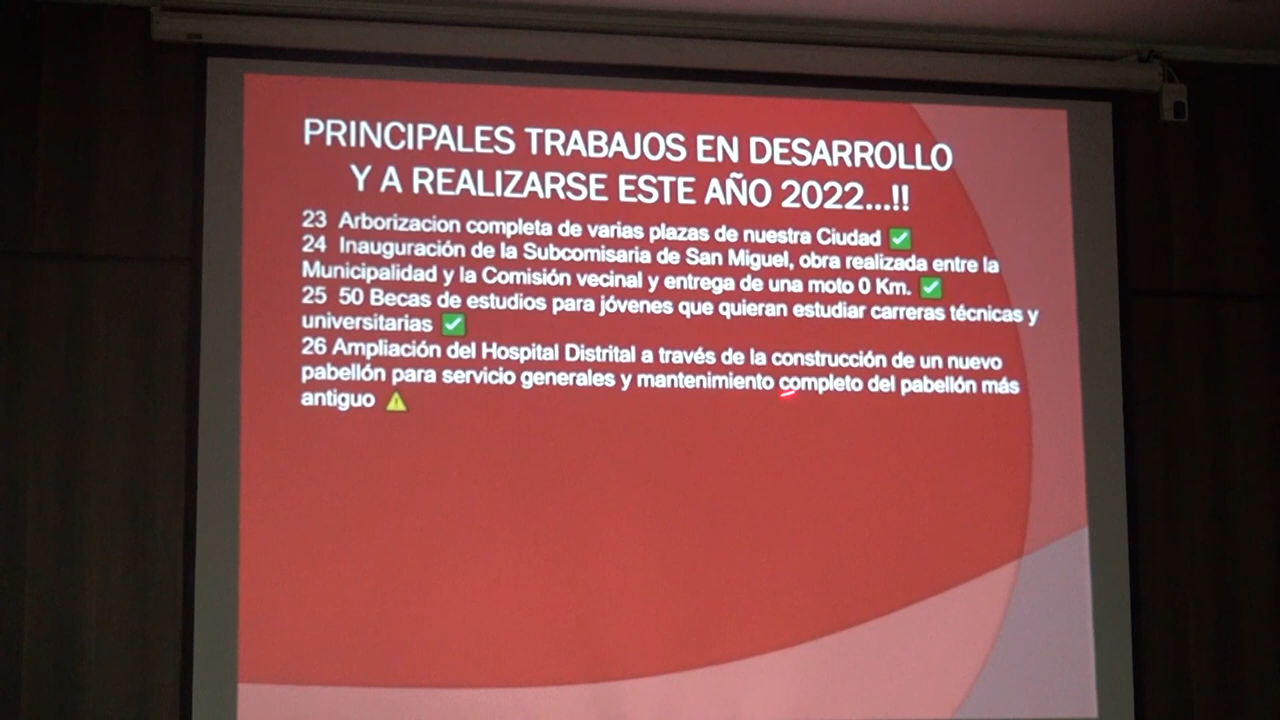 PRINCIPALES TRABAJOS EN DESARROLLO
Y A REALIZARSE ESTE AÑO 2022...!!
23 Arborizacion completa de varias plazas de nuestra Ciudad ✅
24 Inauguración de la Subcomisaria de San Miguel, obra realizada entre la
Municipalidad y la Comisión vecinal y entrega de una moto 0 Km. ✅
25 50 Becas de estudios para jóvenes que quieran estudiar carreras técnicas y
universitarias ✅
26 Ampliación del Hospital Distrital a través de la construcción de un nuevo
pabellón para servicio generales y mantenimiento completo del pabellón más
antiguo ⚠️